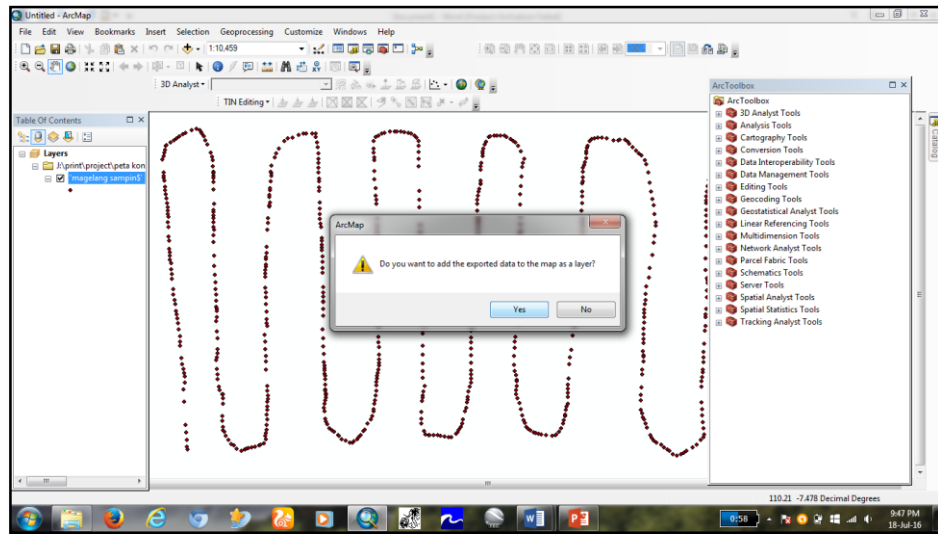 Untitled - ArcMap
File Edit View Bookmarks Insert Selection Geoprocessing Customize Windows Help
1:10,459
3D Analyst
TIN Editing
Table Of Contents
Layers
J:\print\project\peta kon
'magelang sampin$'
ArcMap
Do you want to add the exported data to the map as a layer?
Yes No
ArcToolbox
ArcToolbox
3D Analyst Tools
Analysis Tools
Cartography Tools
Conversion Tools
Data Interoperability Tools
Data Management Tools
Editing Tools
Geocoding Tools
Geostatistical Analyst Tools
Linear Referencing Tools
Multidimension Tools
Network Analyst Tools
Parcel Fabric Tools
Schematics Tools
Server Tools
Spatial Analyst Tools
Spatial Statistics Tools
Tracking Analyst Tools
Catalog
110.21 -7.478 Decimal Degrees
0:58
9:47 PM
18-Jul-16